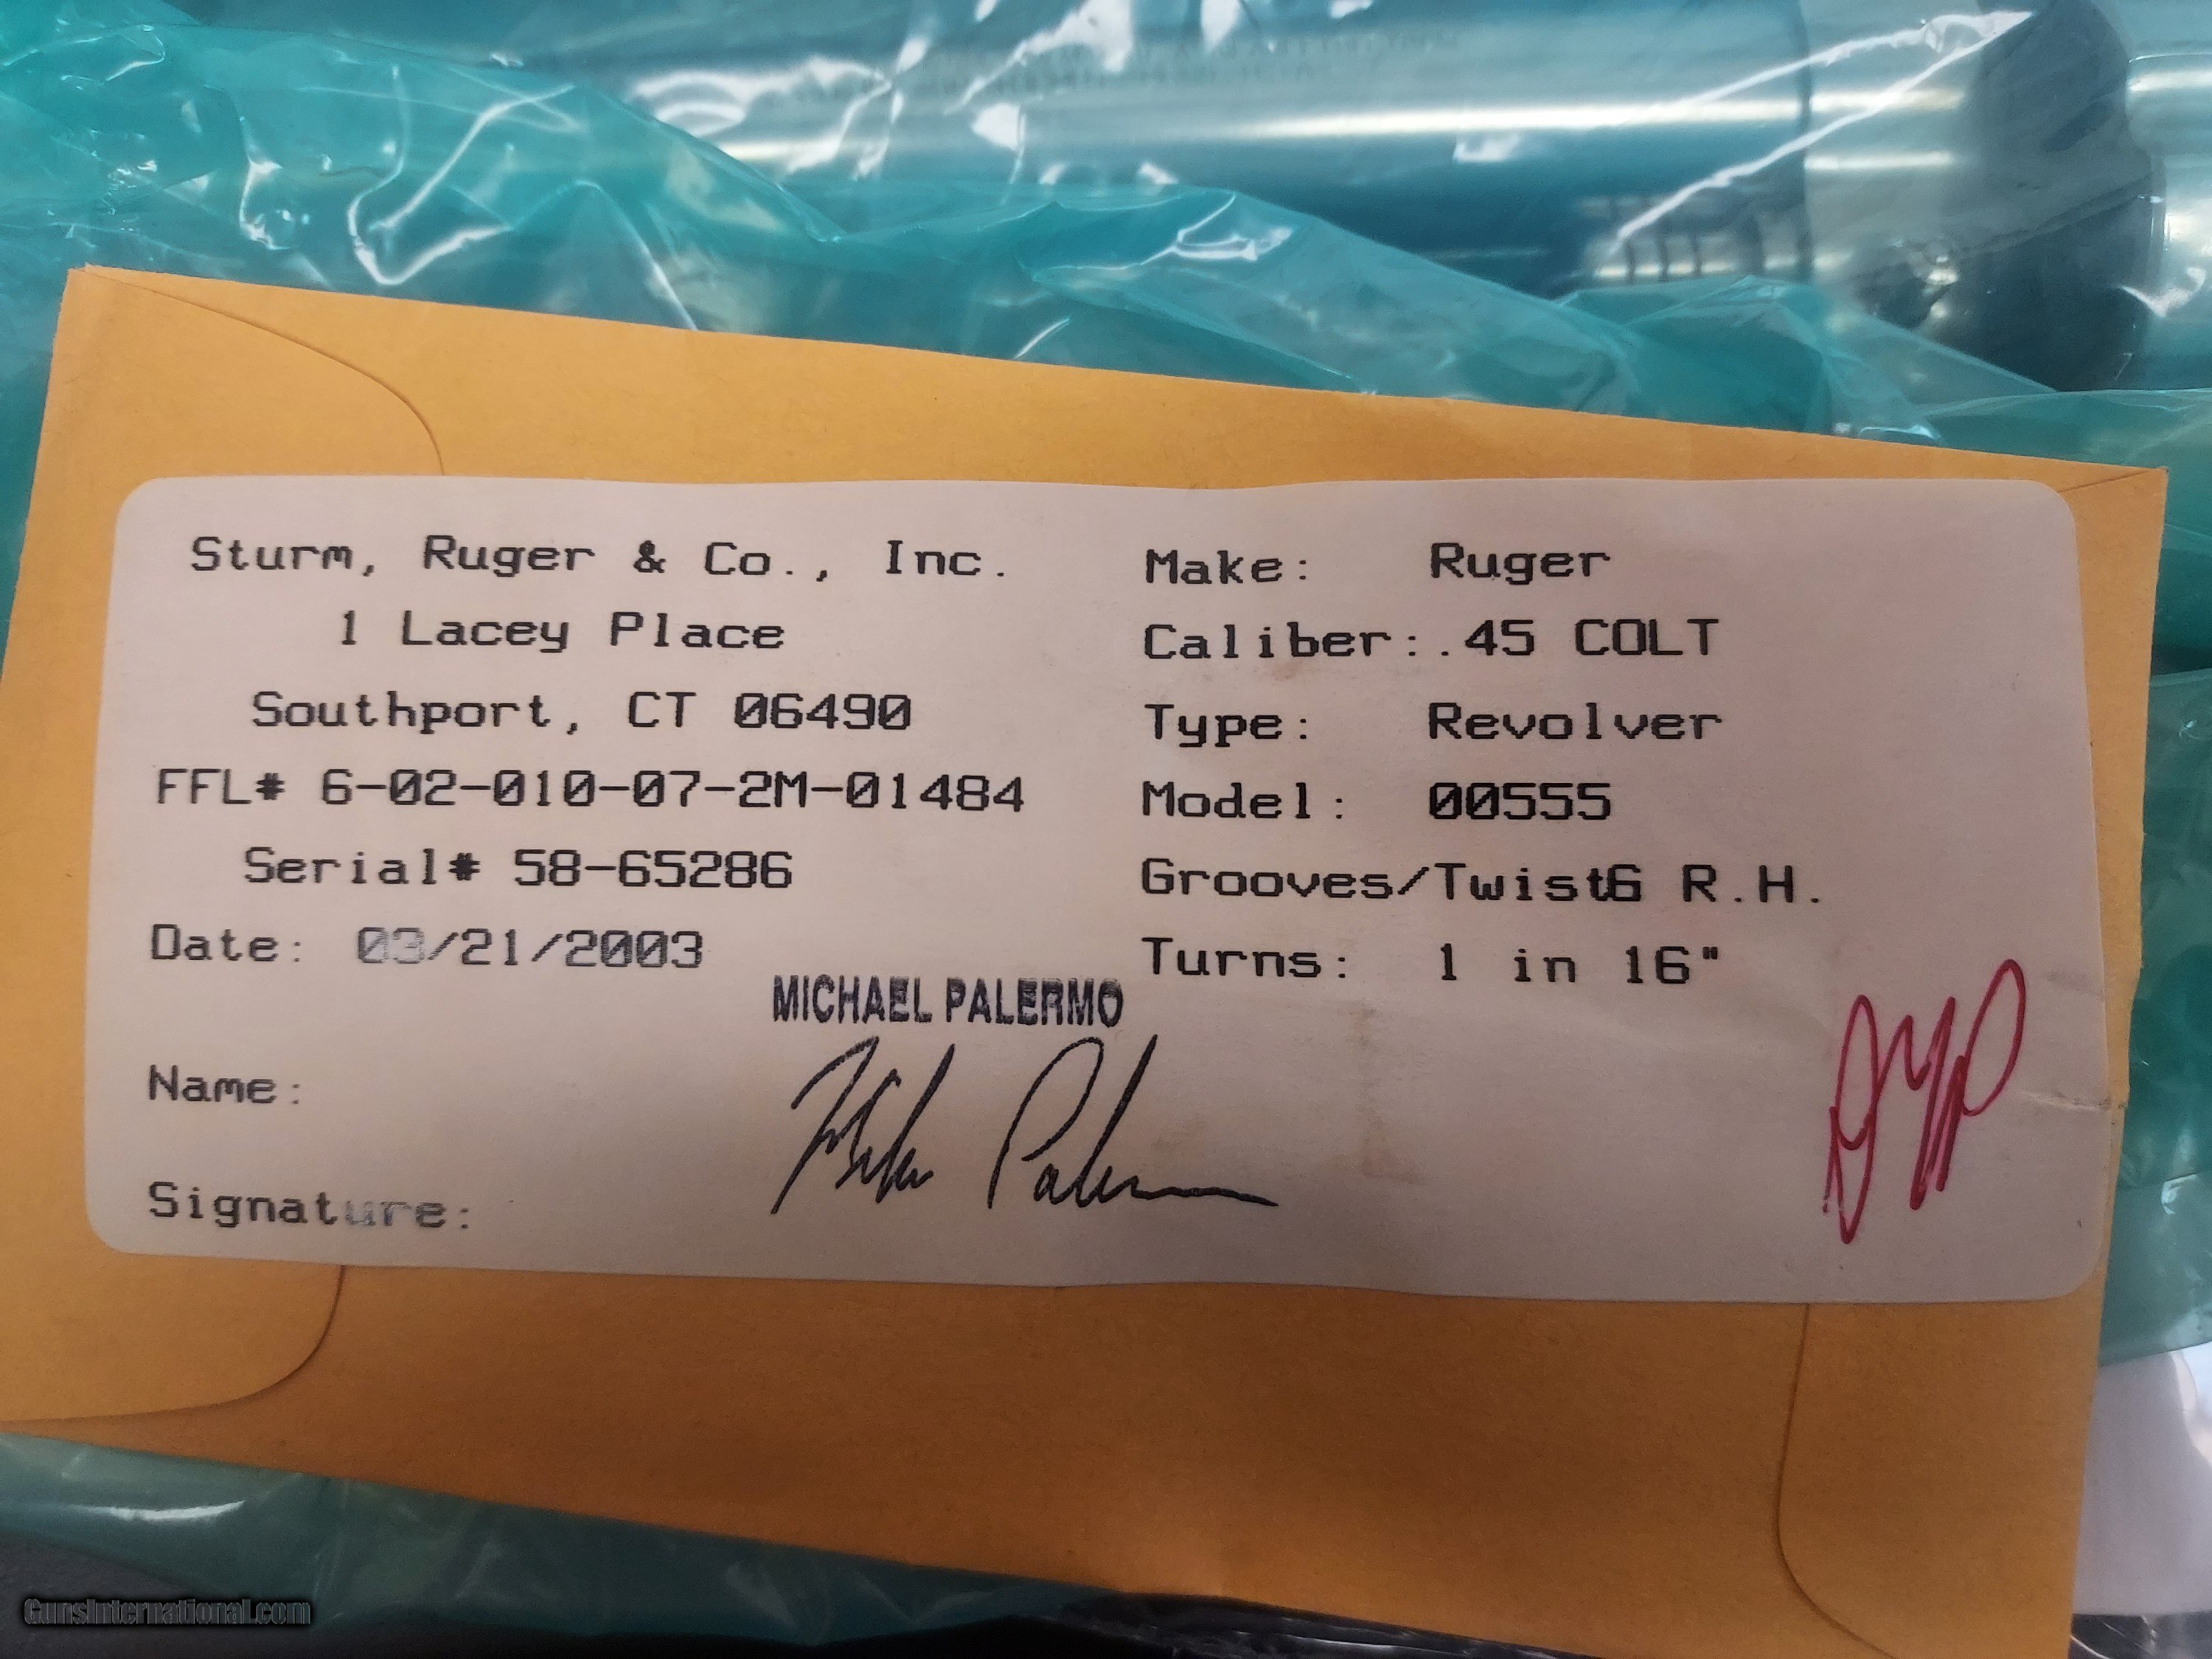 Sturm, Ruger & Co., Inc.
1 Lacey Place
Southport, CT 06490
FFL# 6-02-010-07-2M-01484
Serial# 58-65286
Date: 03/21/2003
Make: Ruger
Caliber:.45 COLT
Type: Revolver
Model: 00555
Grooves/Twist6 R.H.
Turns: 1 in 16"
MICHAEL PALERMO
Name:
Mike Palermo
Signature:
GunsInternational.com